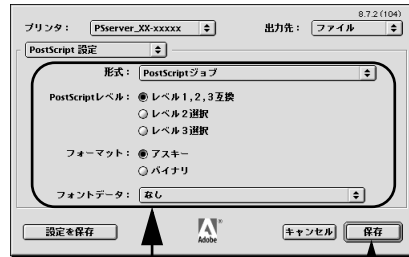 8.7.2 (104)
プリンタ： PSserver_XX-xxxxx 出力先： ファイル
PostScript 設定
形式： PostScriptジョブ
PostScriptレベル： レベル1,2,3互換
レベル2選択
レベル3選択
フォーマット： アスキー
バイナリ
フォントデータ： なし
設定を保存 Adobe ® キャンセル 保存